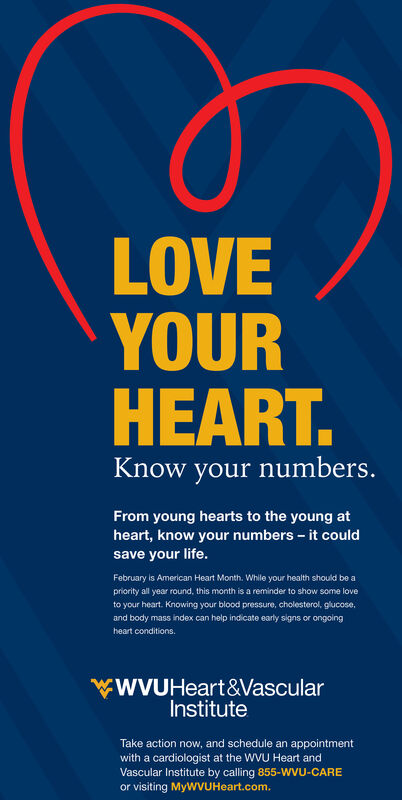 LOVE
YOUR
HEART.
Know your numbers.
From young hearts to the young at
heart, know your numbers – it could
save your life.
February is American Heart Month. While your health should be a
priority all year round, this month is a reminder to show some love
to your heart. Knowing your blood pressure, cholesterol, glucose,
and body mass index can help indicate early signs or ongoing
heart conditions.
WVUHeart&Vascular
Institute
Take action now, and schedule an appointment
with a cardiologist at the WVU Heart and
Vascular Institute by calling 855-WVU-CARE
or visiting MyWVUHeart.com.